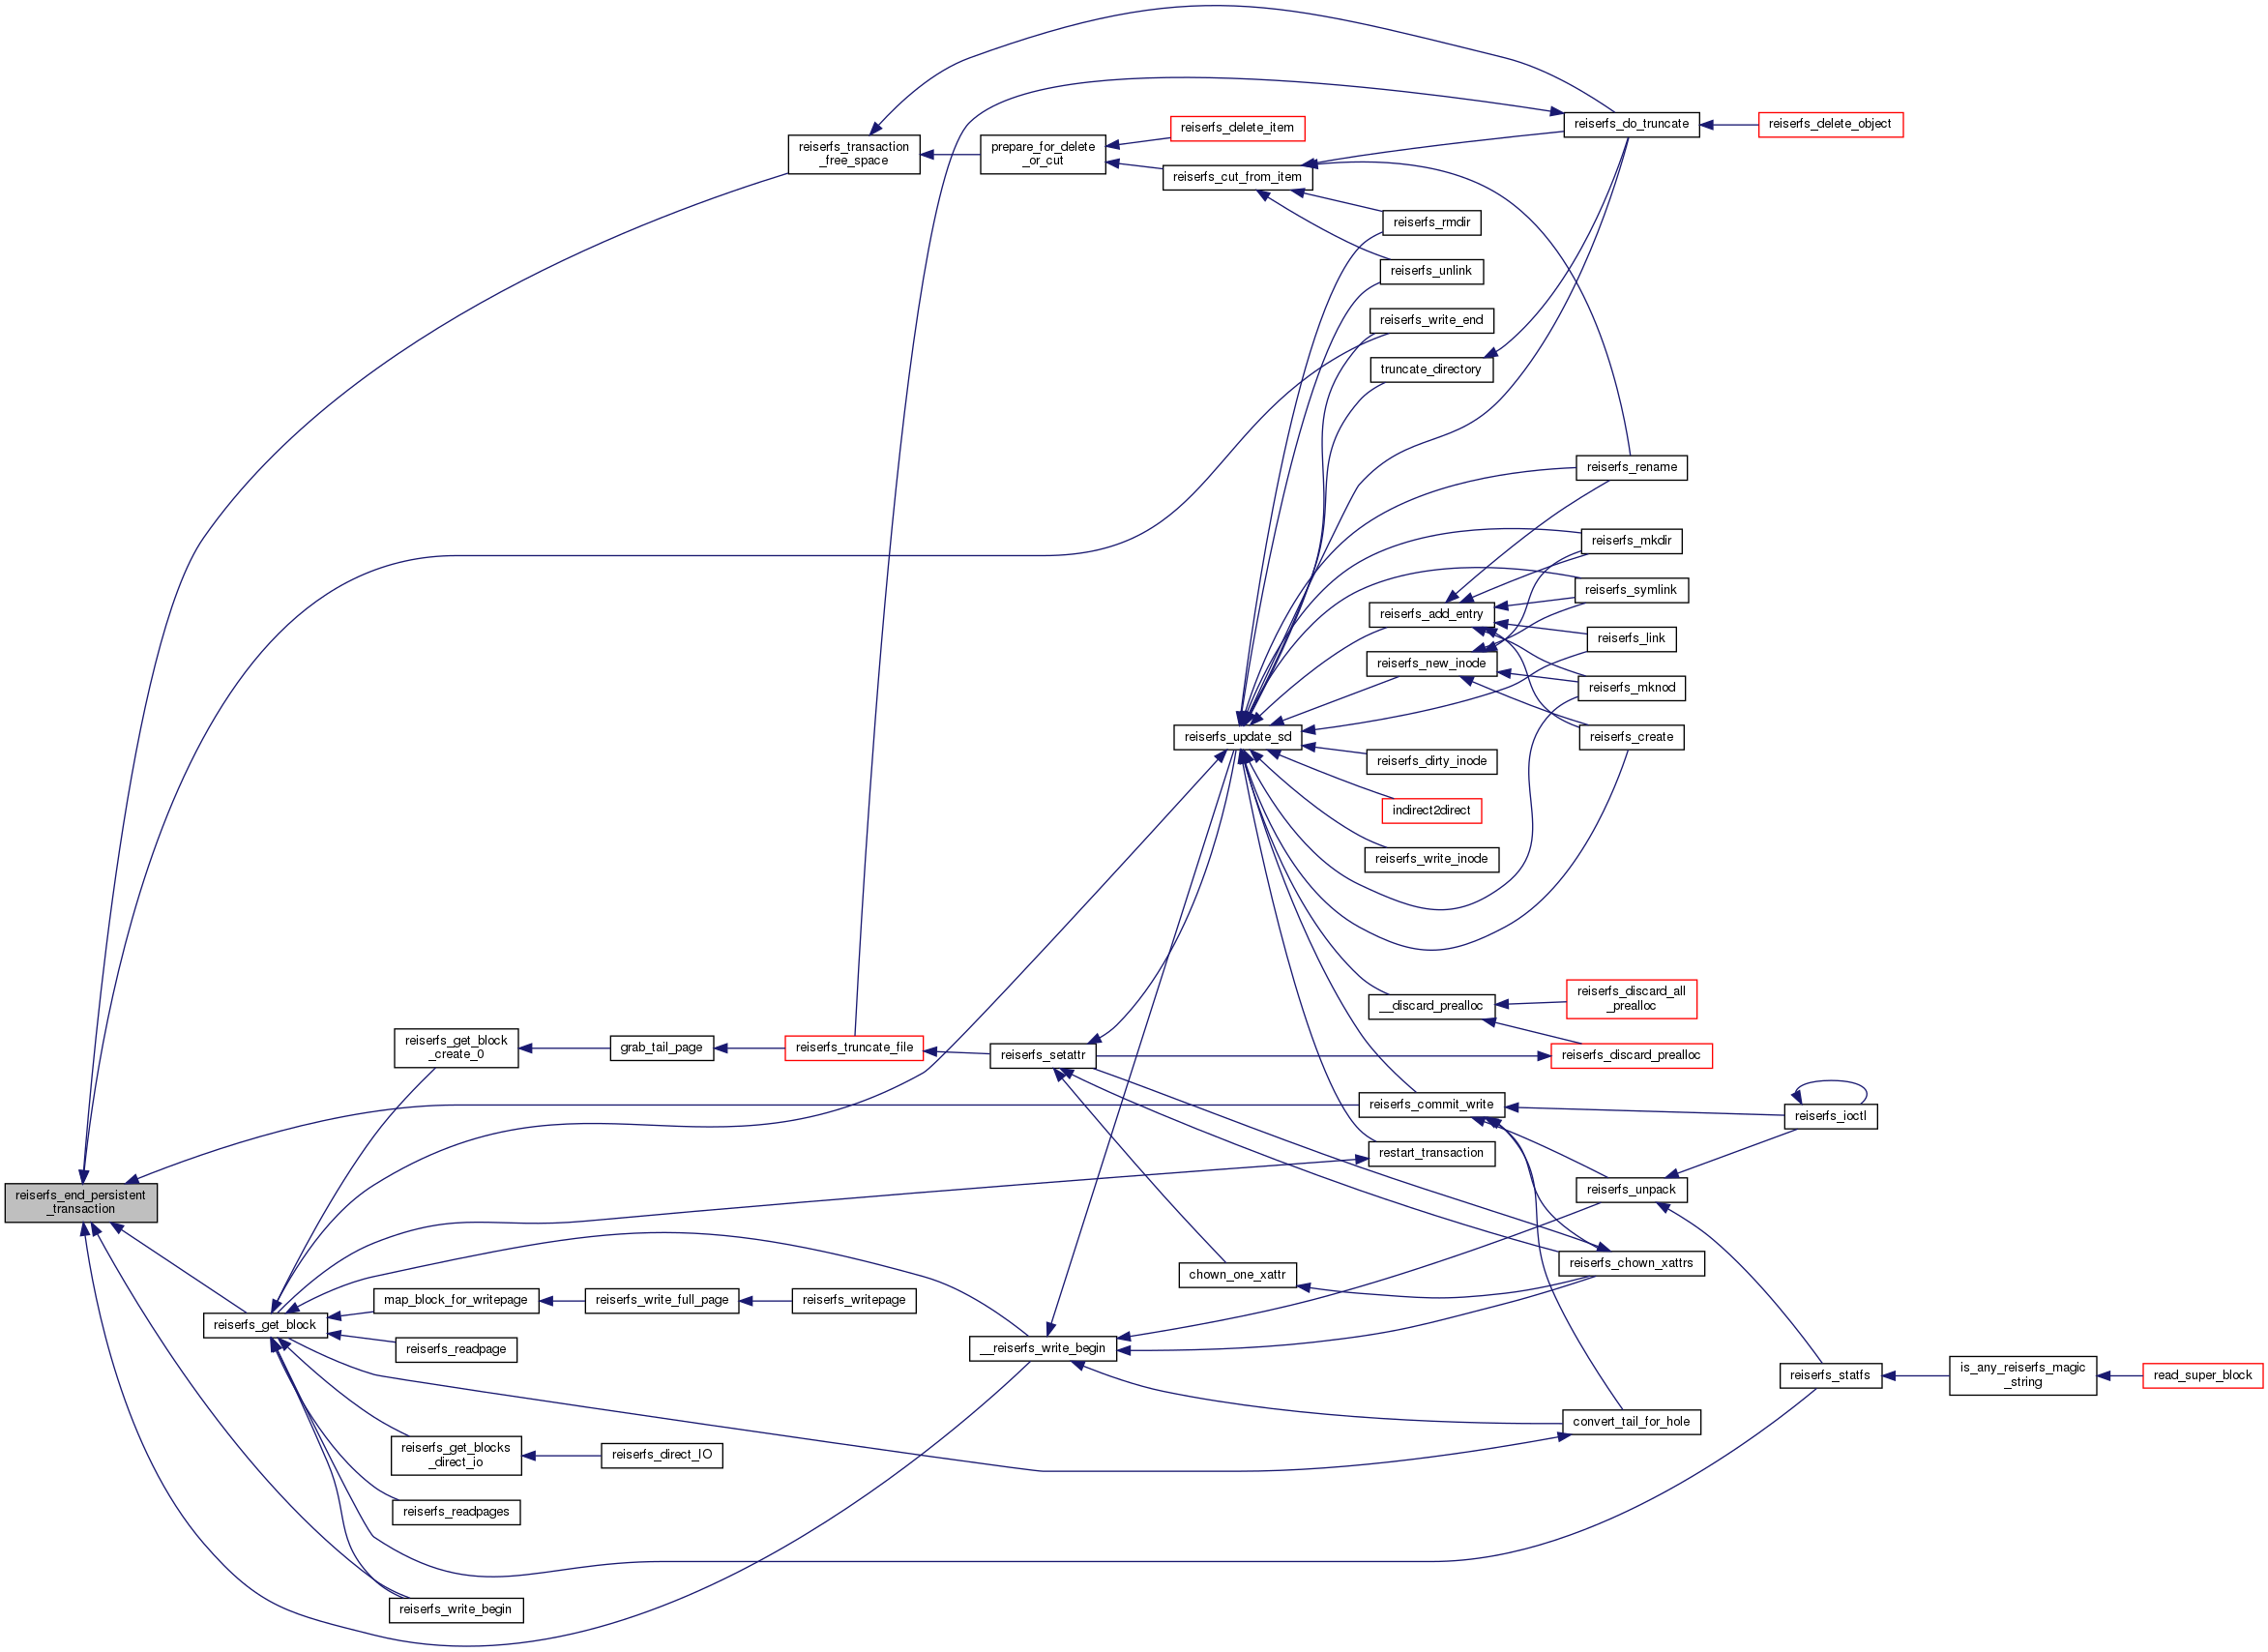 reiserfs_do_truncate
reiserfs_delete_object
reiserfs_delete_item
reiserfs_transaction
_free_space
prepare_for_delete
_or_cut
reiserfs_cut_from_item
reiserfs_rmdir
reiserfs_unlink
reiserfs_write_end
truncate_directory
reiserfs_rename
reiserfs_mkdir
reiserfs_symlink
reiserfs_add_entry
reiserfs_link
reiserfs_new_inode
reiserfs_mknod
reiserfs_update_sd
reiserfs_create
reiserfs_dirty_inode
indirect2direct
reiserfs_write_inode
reiserfs_discard_all
_prealloc
__discard_prealloc
reiserfs_get_block
_create_0
grab_tail_page
reiserfs_truncate_file
reiserfs_setattr
reiserfs_discard_prealloc
reiserfs_commit_write
reiserfs_ioctl
restart_transaction
reiserfs_end_persistent
_transaction
reiserfs_unpack
reiserfs_chown_xattrs
chown_one_xattr
map_block_for_writepage
reiserfs_write_full_page
reiserfs_writepage
reiserfs_get_block
reiserfs_readpage
__reiserfs_write_begin
reiserfs_statfs
is_any_reiserfs_magic
_string
read_super_block
convert_tail_for_hole
reiserfs_get_blocks
_direct_io
reiserfs_direct_IO
reiserfs_readpages
reiserfs_write_begin